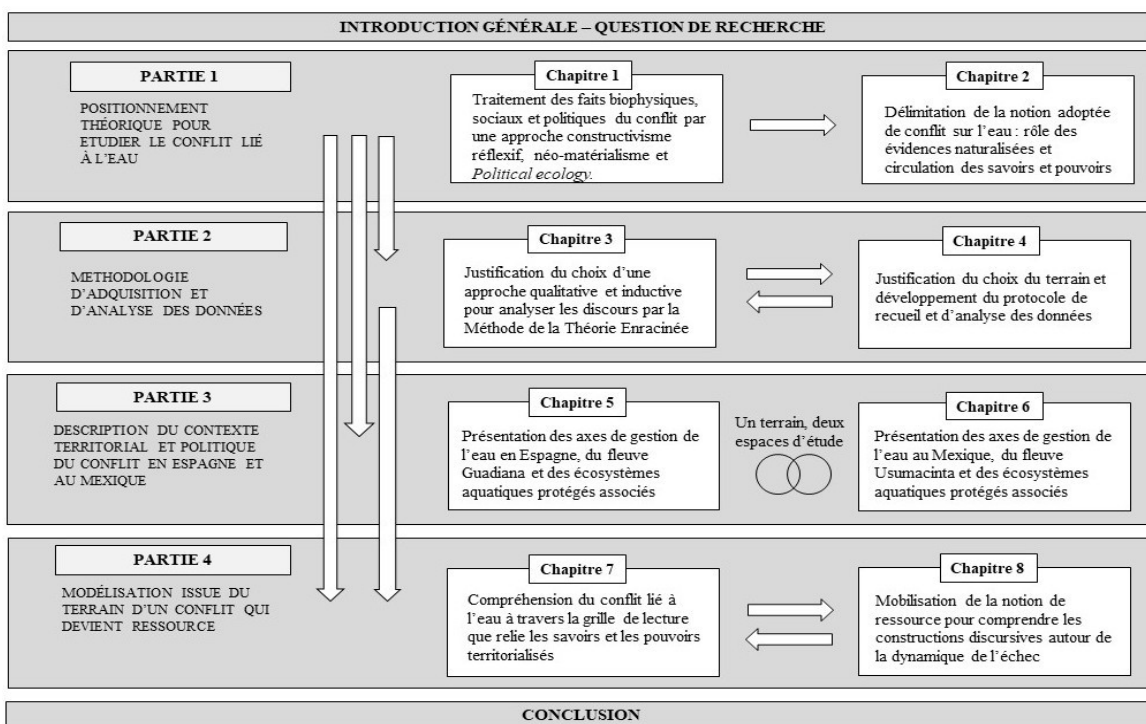 INTRODUCTION GÉNÉRALE – QUESTION DE RECHERCHE
PARTIE 1
POSITIONNEMENT
THÉORIQUE POUR
ETUDIER LE CONFLIT LIÉ
À L’EAU
Chapitre 1
Traitement des faits biophysiques,
sociaux et politiques du conflit par
une approche constructivisme
réflexif, néo-matérialisme et
Political ecology.
Chapitre 2
Délimitation de la notion adoptée
de conflit sur l’eau : rôle des
évidences naturalisées et
circulation des savoirs et pouvoirs
PARTIE 2
METHODOLOGIE
D’ADQUISITION ET
D’ANALYSE DES DONNÉES
Chapitre 3
Justification du choix d’une
approche qualitative et inductive
pour analyser les discours par la
Méthode de la Théorie Enracinée
Chapitre 4
Justification du choix du terrain et
développement du protocole de
recueil et d’analyse des données
PARTIE 3
DESCRIPTION DU CONTEXTE
TERRITORIAL ET POLITIQUE
DU CONFLIT EN ESPAGNE ET
AU MEXIQUE
Chapitre 5
Présentation des axes de gestion de
l’eau en Espagne, du fleuve
Guadiana et des écosystèmes
aquatiques protégés associés
Un terrain, deux
espaces d’étude
Chapitre 6
Présentation des axes de gestion de
l’eau au Mexique, du fleuve
Usumacinta et des écosystèmes
aquatiques protégés associés
PARTIE 4
MODÉLISATION ISSUE DU
TERRAIN D’UN CONFLIT QUI
DEVIENT RESSOURCE
Chapitre 7
Compréhension du conflit lié à
l’eau à travers la grille de lecture
que relie les savoirs et les pouvoirs
territorialisés
Chapitre 8
Mobilisation de la notion de
ressource pour comprendre les
constructions discursives autour de
la dynamique de l’échec
CONCLUSION